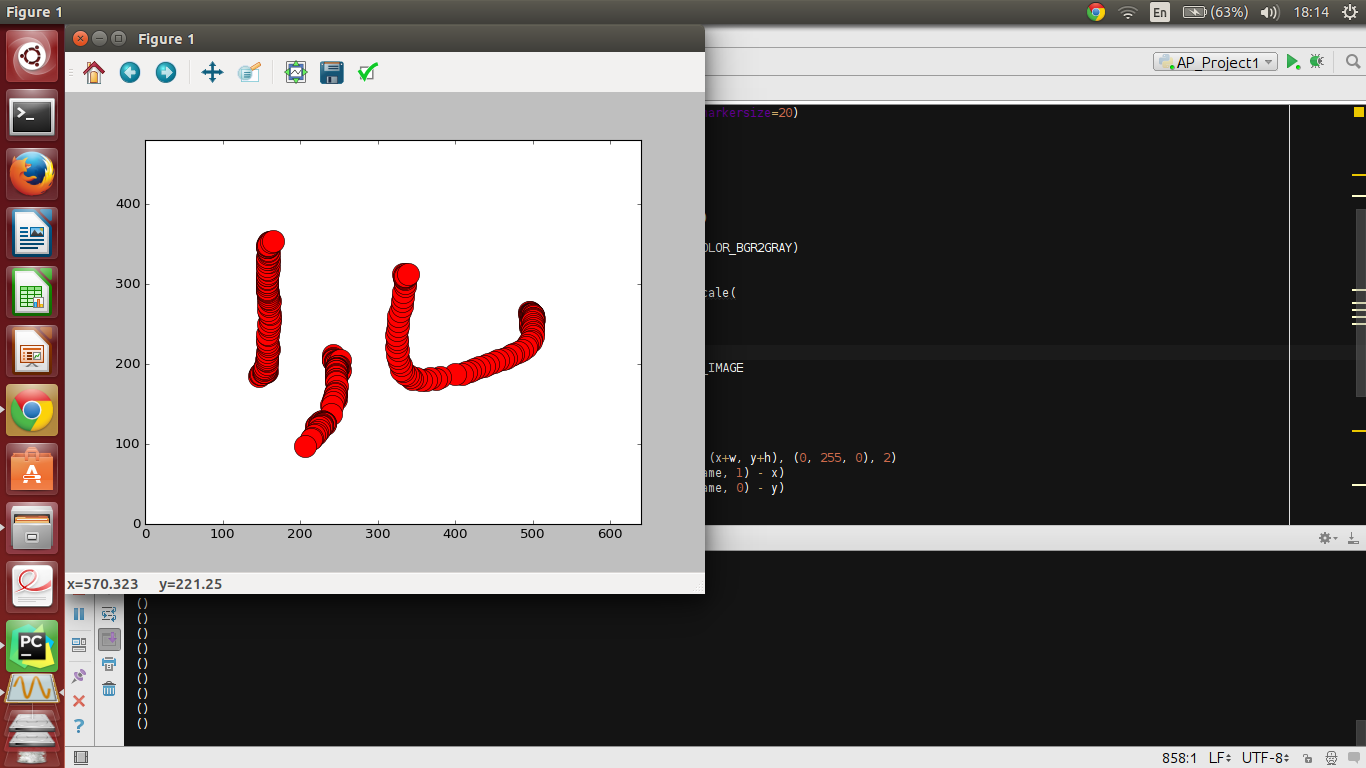 Figure 1
En
(63%)
18:14
Figure 1
AP_Project1
markersize=20)
)
OLOR_BGR2GRAY)
cale(
_IMAGE
(x+w, y+h), (0, 255, 0), 2)
ame, 1) - x)
ame, 0) - y)
400
300
200
100
0
0 100 200 300 400 500 600
x=570.323 y=221.25
()
()
()
()
()
()
()
()
()
PC
?
858:1 LF UTF-8